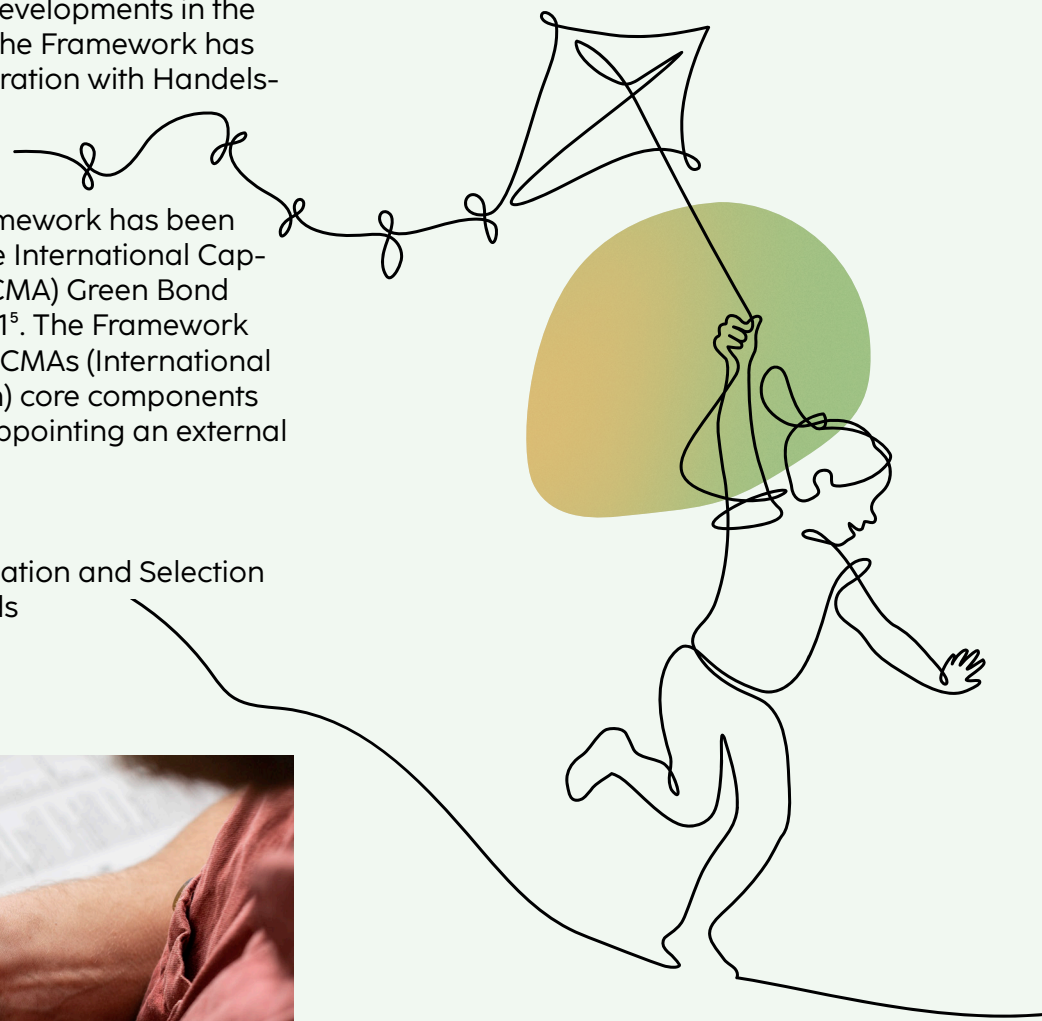 evelopments in the
he Framework has
ration with Handels-
mework has been
e International Cap-
CMA) Green Bond
1⁵. The Framework
CMAs (International
n) core components
ppointing an external
ation and Selection
ls